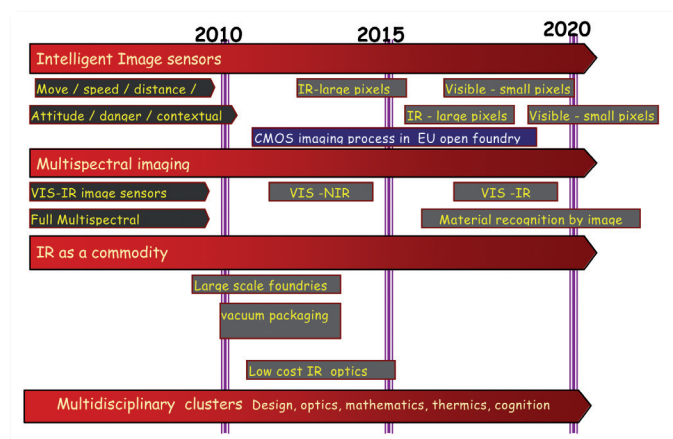 2010 2015 2020
Intelligent Image sensors
Move / speed / distance / IR-large pixels Visible - small pixels
Attitude / danger / contextual IR - large pixels Visible - small pixels
CMOS imaging process in EU open foundry
Multispectral imaging
VIS-IR image sensors VIS -NIR VIS -IR
Full Multispectral Material recognition by image
IR as a commodity
Large scale foundries
vacuum packaging
Low cost IR optics
Multidisciplinary clusters Design, optics, mathematics, thermics, cognition